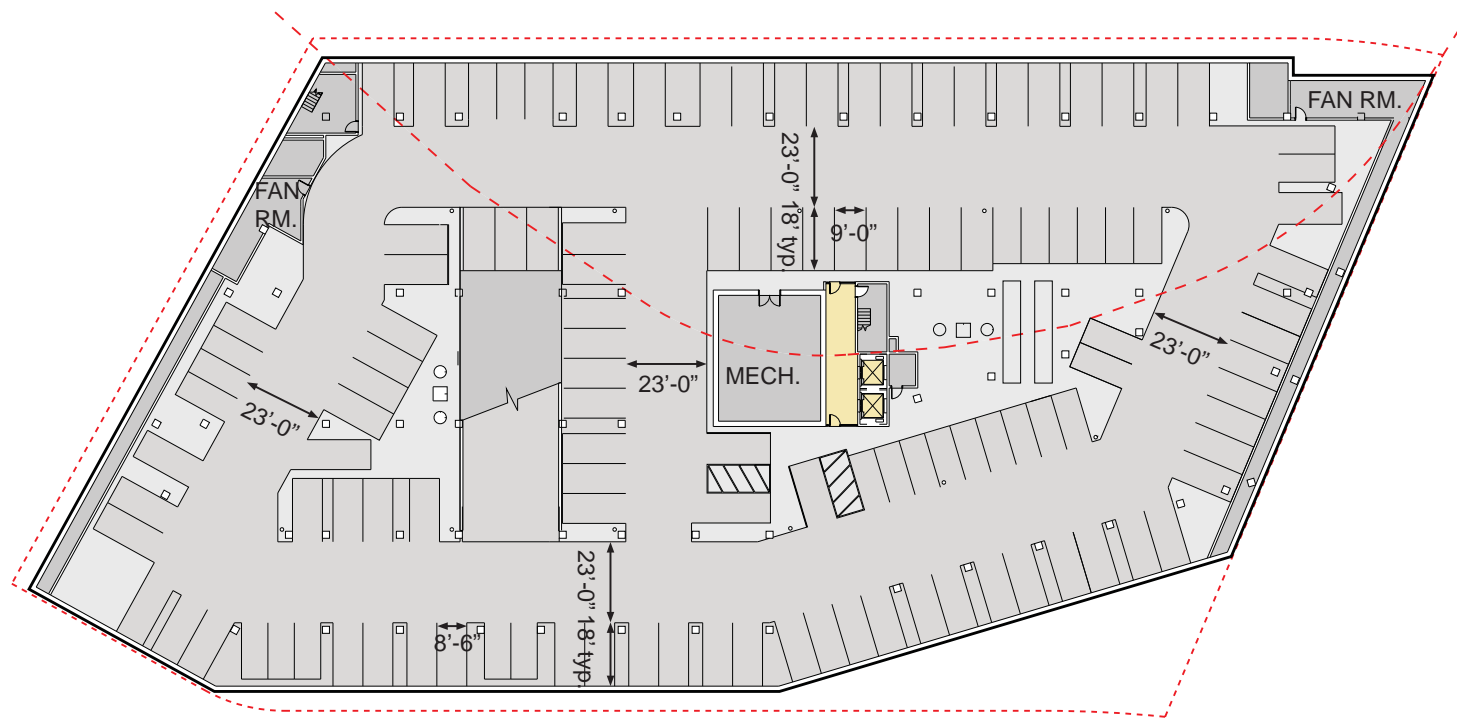 FAN RM.
23’-0”
18’ typ.
9’-0”
FAN
RM.
23’-0”
MECH.
23’-0”
23’-0”
23’-0”
18’ typ.
8’-6”